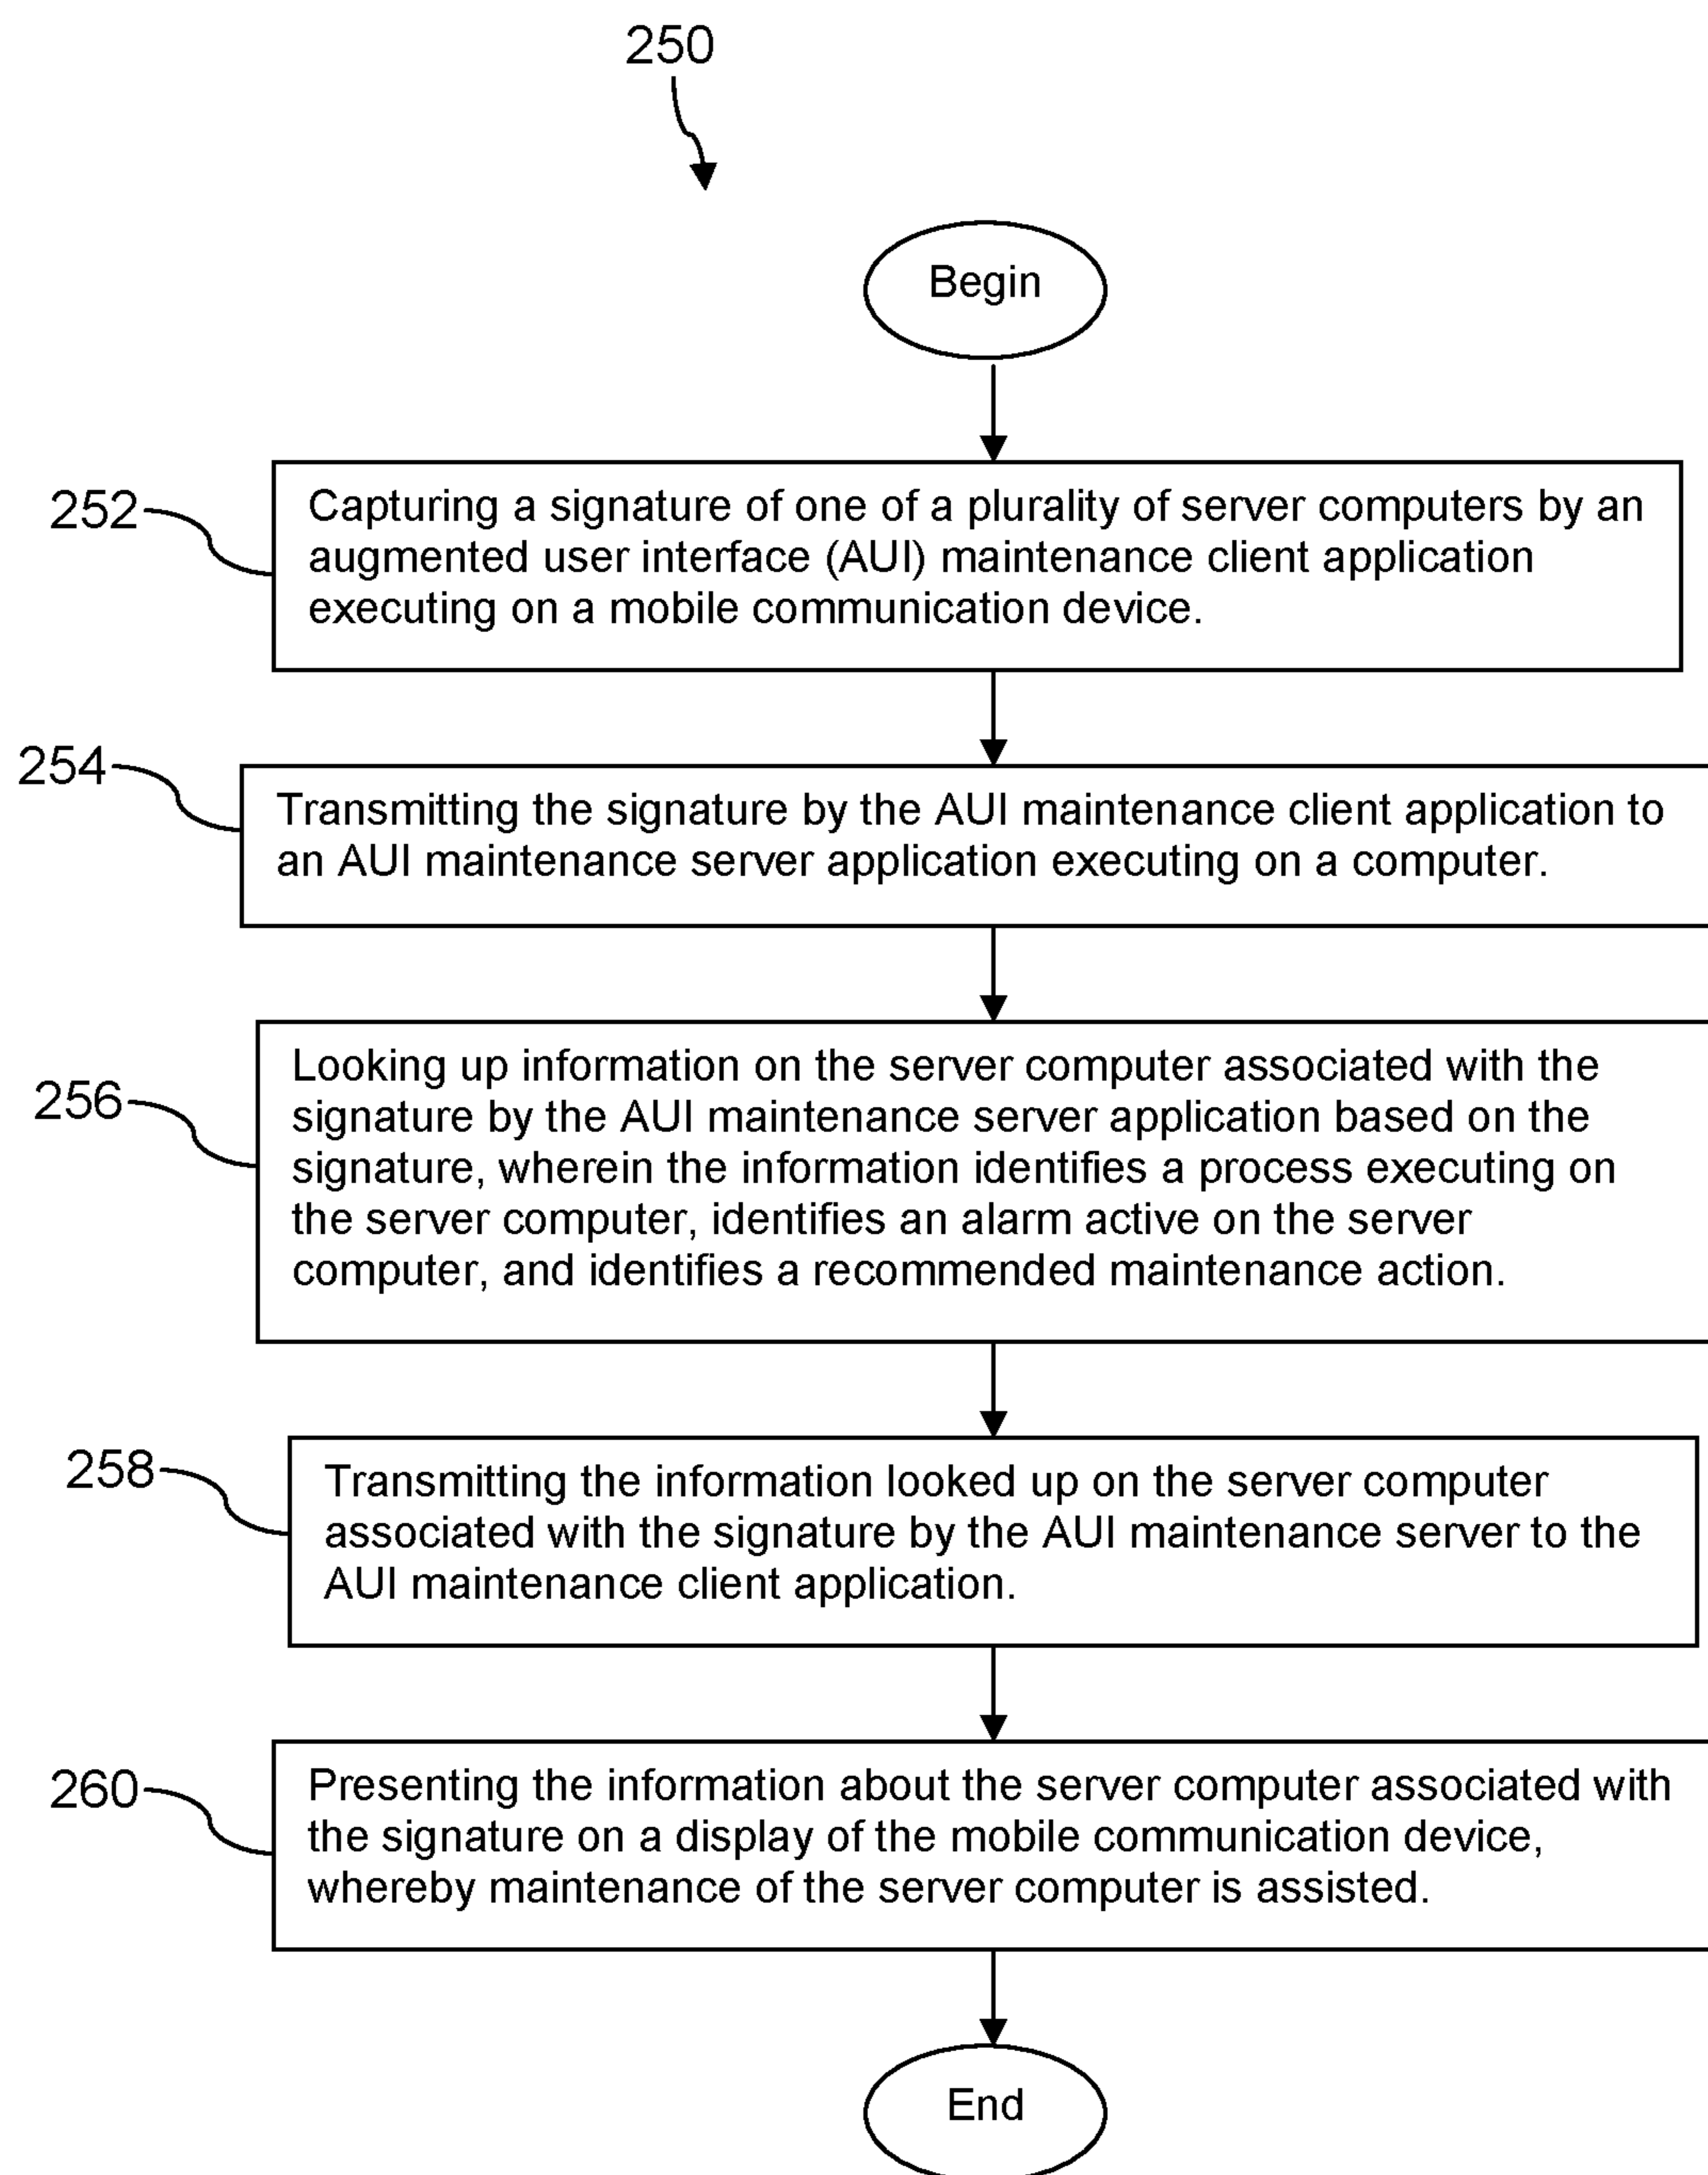 250
Begin
252
Capturing a signature of one of a plurality of server computers by an
augmented user interface (AUI) maintenance client application
executing on a mobile communication device.
254
Transmitting the signature by the AUI maintenance client application to
an AUI maintenance server application executing on a computer.
256
Looking up information on the server computer associated with the
signature by the AUI maintenance server application based on the
signature, wherein the information identifies a process executing on
the server computer, identifies an alarm active on the server
computer, and identifies a recommended maintenance action.
258
Transmitting the information looked up on the server computer
associated with the signature by the AUI maintenance server to the
AUI maintenance client application.
260
Presenting the information about the server computer associated with
the signature on a display of the mobile communication device,
whereby maintenance of the server computer is assisted.
End